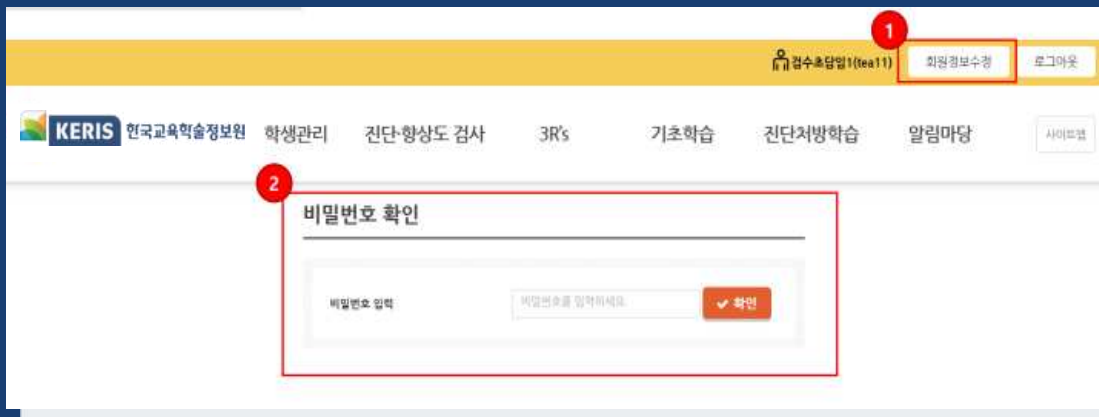 1
검수초담임1(tea11) 회원정보수정 로그아웃
KERIS 한국교육학술정보원 학생관리 진단·향상도 검사 3R's 기초학습 진단처방학습 알림마당 사이트맵
2
비밀번호 확인
비밀번호 입력 비밀번호를 입력하세요 확인